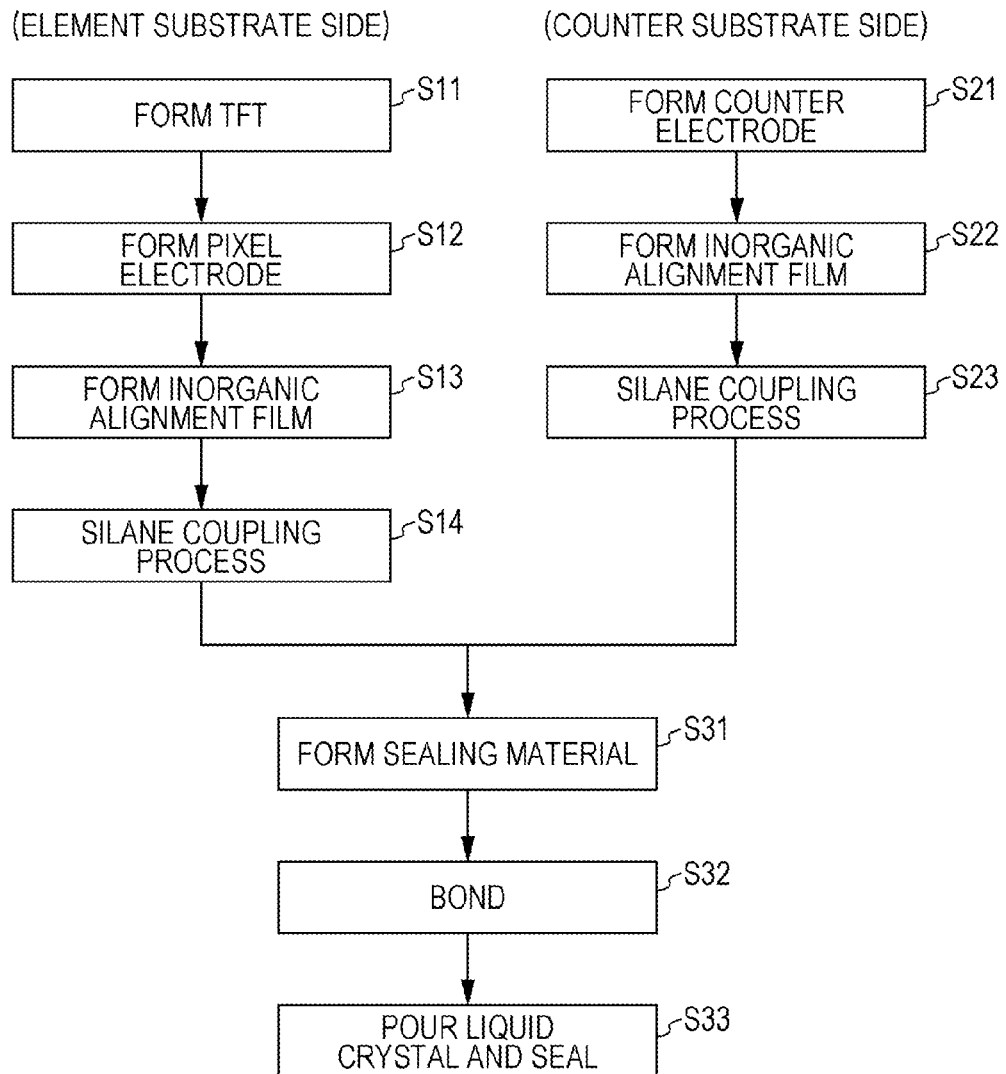 (ELEMENT SUBSTRATE SIDE)
(COUNTER SUBSTRATE SIDE)
FORM TFT
S11
FORM COUNTER
ELECTRODE
S21
FORM PIXEL
ELECTRODE
S12
FORM INORGANIC
ALIGNMENT FILM
S22
FORM INORGANIC
ALIGNMENT FILM
S13
SILANE COUPLING
PROCESS
S23
SILANE COUPLING
PROCESS
S14
FORM SEALING MATERIAL
S31
BOND
S32
POUR LIQUID
CRYSTAL AND SEAL
S33